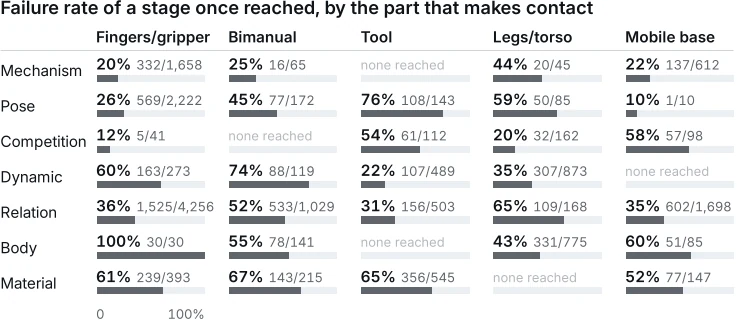 Failure rate of a stage once reached, by the part that makes contact
Fingers/gripper Bimanual Tool Legs/torso Mobile base
Mechanism 20% 332/1,658 25% 16/65 none reached 44% 20/45 22% 137/612
Pose 26% 569/2,222 45% 77/172 76% 108/143 59% 50/85 10% 1/10
Competition 12% 5/41 none reached 54% 61/112 20% 32/162 58% 57/98
Dynamic 60% 163/273 74% 88/119 22% 107/489 35% 307/873 none reached
Relation 36% 1,525/4,256 52% 533/1,029 31% 156/503 65% 109/168 35% 602/1,698
Body 100% 30/30 55% 78/141 none reached 43% 331/775 60% 51/85
Material 61% 239/393 67% 143/215 65% 356/545 none reached 52% 77/147
0 100%